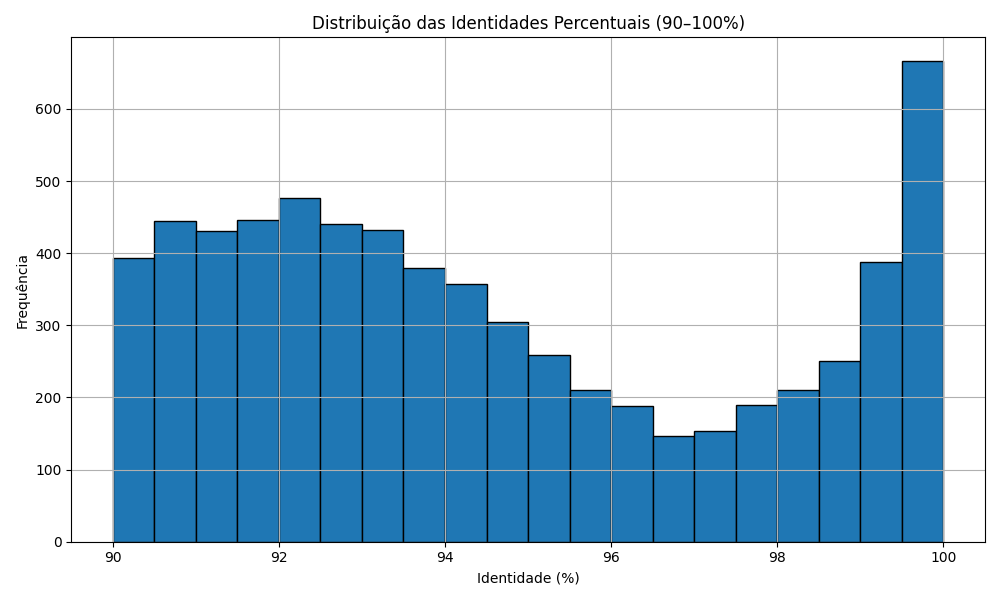 Distribuição das Identidades Percentuais (90–100%)
Frequência
600
500
400
300
200
100
0
90 92 94 96 98 100
Identidade (%)